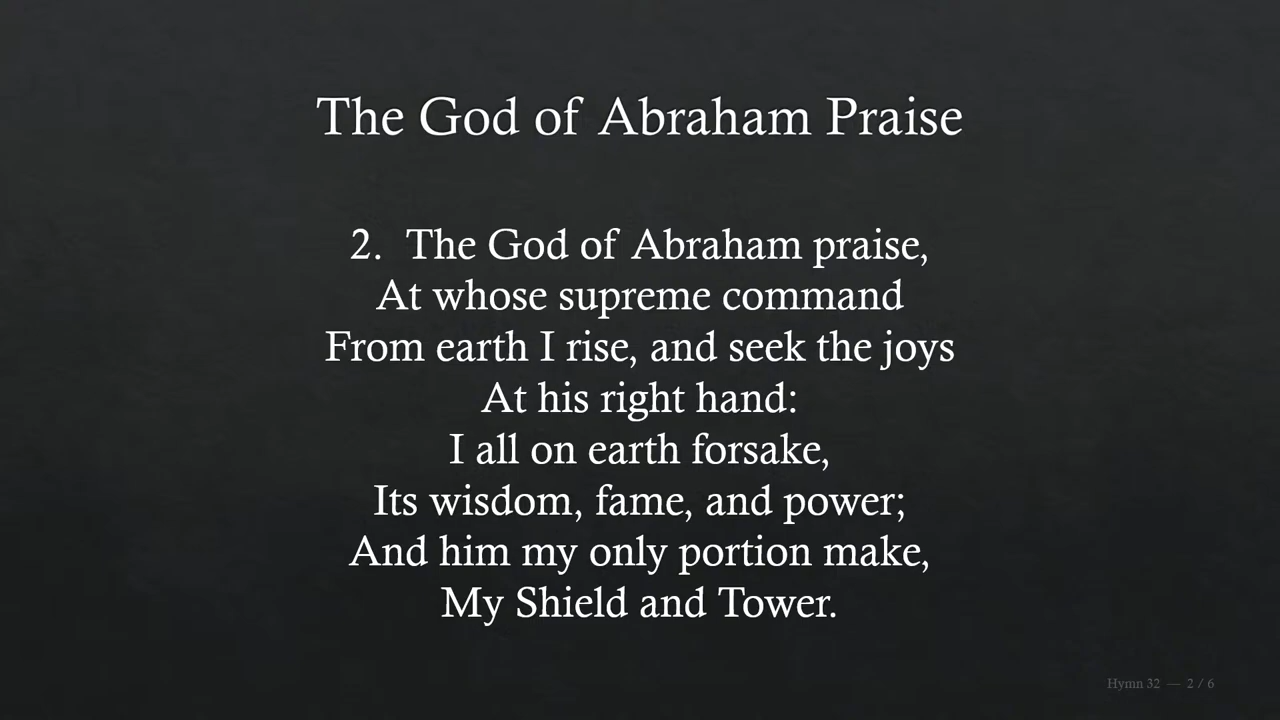 The God of Abraham Praise
2. The God of Abraham praise,
At whose supreme command
From earth I rise, and seek the joys
At his right hand:
I all on earth forsake,
Its wisdom, fame, and power;
And him my only portion make,
My Shield and Tower.
Hymn 32 — 2 / 6